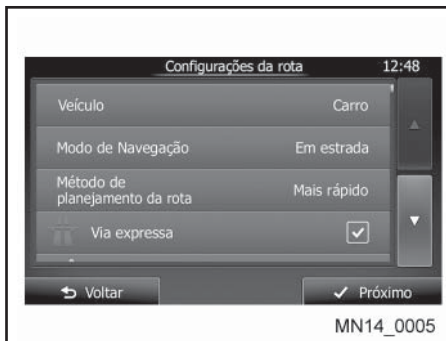 Configurações da rota 12:48
Veículo Carro
Modo de Navegação Em estrada
Método de
planejamento da rota Mais rápido
Via expressa
Voltar Próximo
MN14_0005